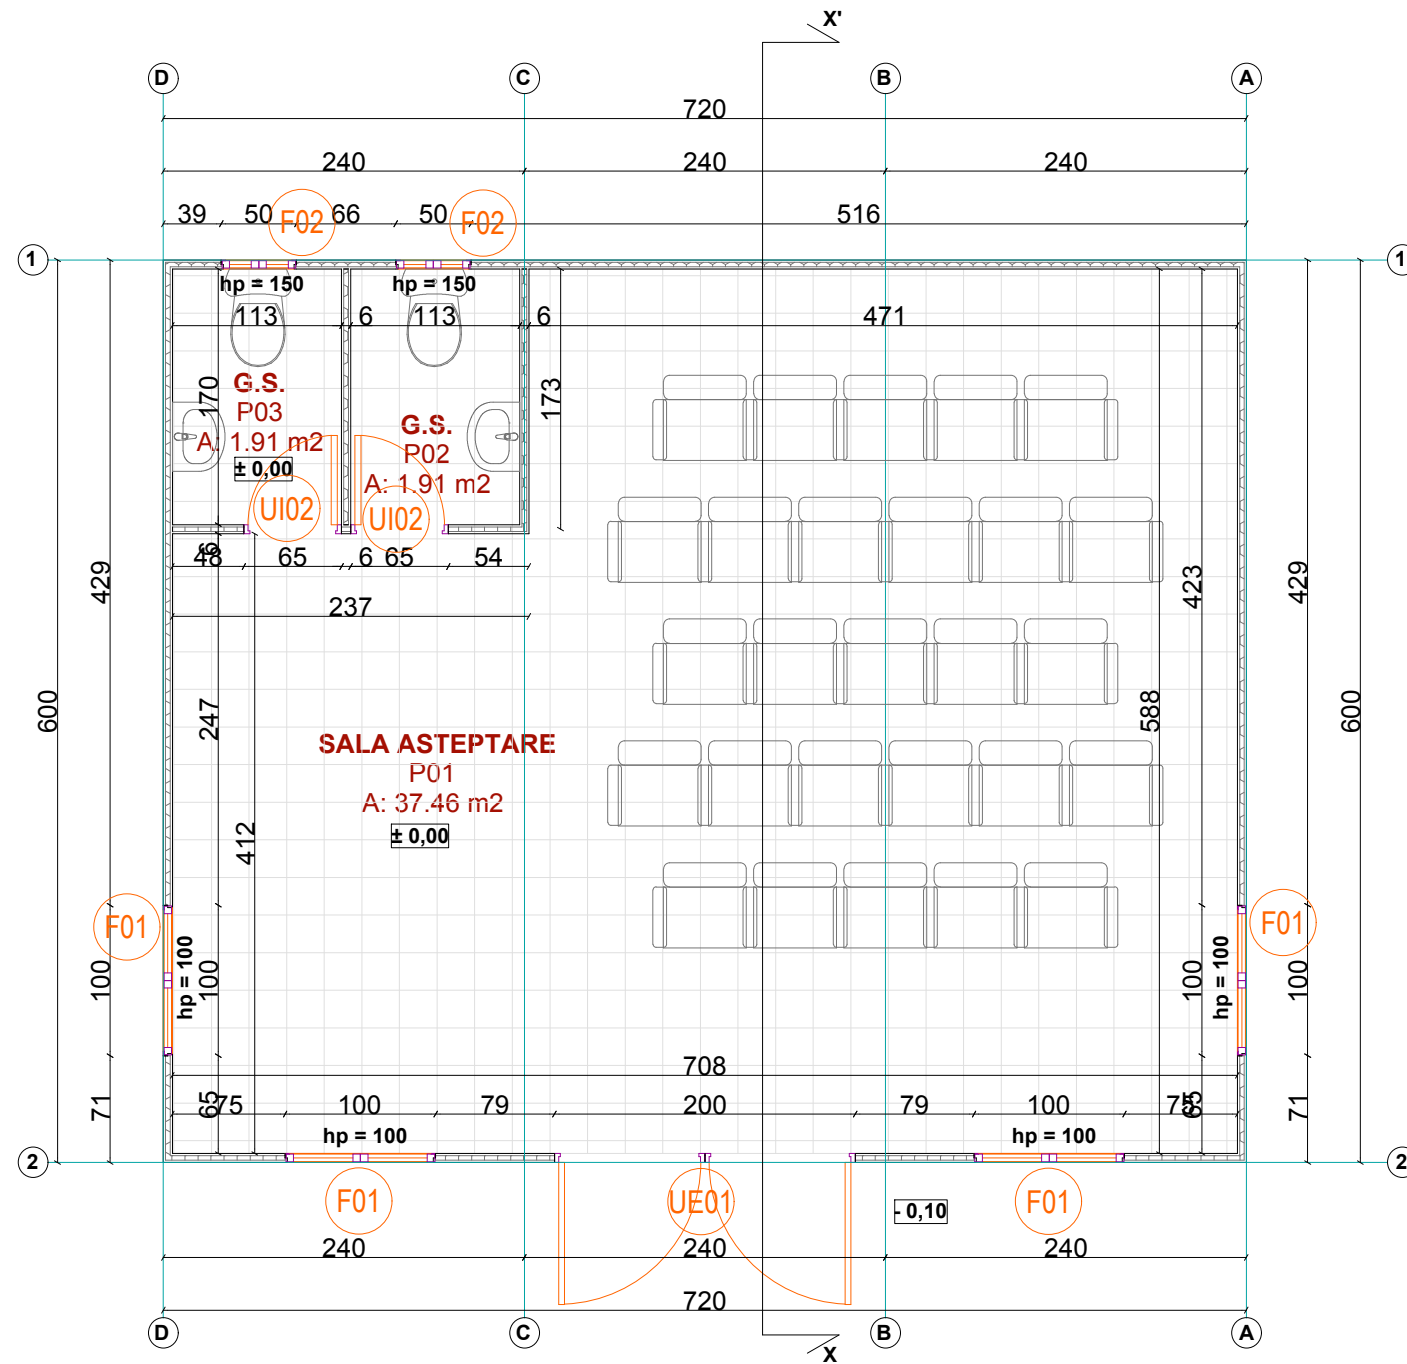 X'
D
C
B
A
720
240
240
240
39
50
F02
66
50
F02
516
1
1
hp = 150
hp = 150
113
6
113
6
471
170
173
G.S.
P03
A: 1.91 m2
± 0,00
G.S.
P02
A: 1.91 m2
UI02
UI02
6
48
65
6
65
54
237
429
423
429
600
247
588
600
SALA ASTEPTARE
P01
A: 37.46 m2
± 0,00
412
F01
F01
100
hp = 100
100
100
hp = 100
100
708
71
65
75
100
79
200
79
100
75
65
71
hp = 100
hp = 100
2
2
F01
UE01
F01
- 0,10
240
240
240
720
D
C
B
A
X